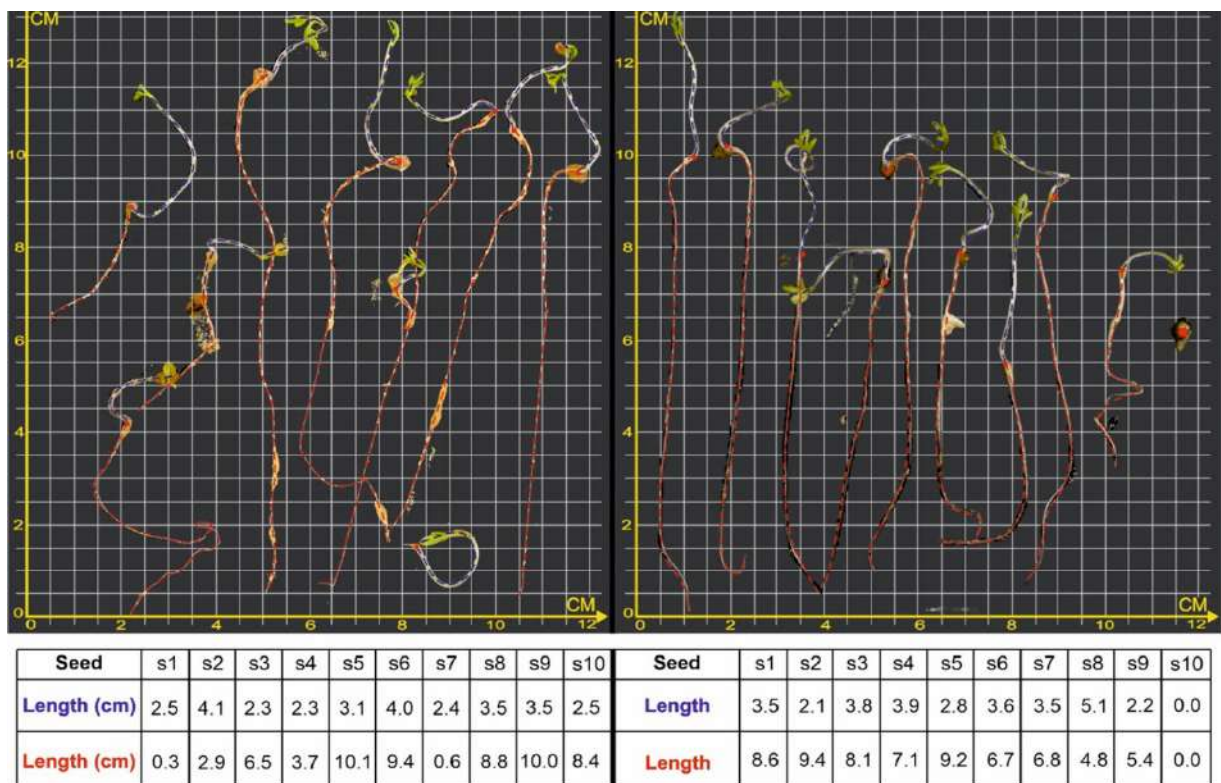 CM CM
12 12
10 10
8 8
6 6
4 4
2 2
0 CM 0 CM
0 2 4 6 8 10 12 0 2 4 6 8 10 12
Seed s1 s2 s3 s4 s5 s6 s7 s8 s9 s10 Seed s1 s2 s3 s4 s5 s6 s7 s8 s9 s10
Length (cm) 2.5 4.1 2.3 2.3 3.1 4.0 2.4 3.5 3.5 2.5 Length 3.5 2.1 3.8 3.9 2.8 3.6 3.5 5.1 2.2 0.0
Length (cm) 0.3 2.9 6.5 3.7 10.1 9.4 0.6 8.8 10.0 8.4 Length 8.6 9.4 8.1 7.1 9.2 6.7 6.8 4.8 5.4 0.0